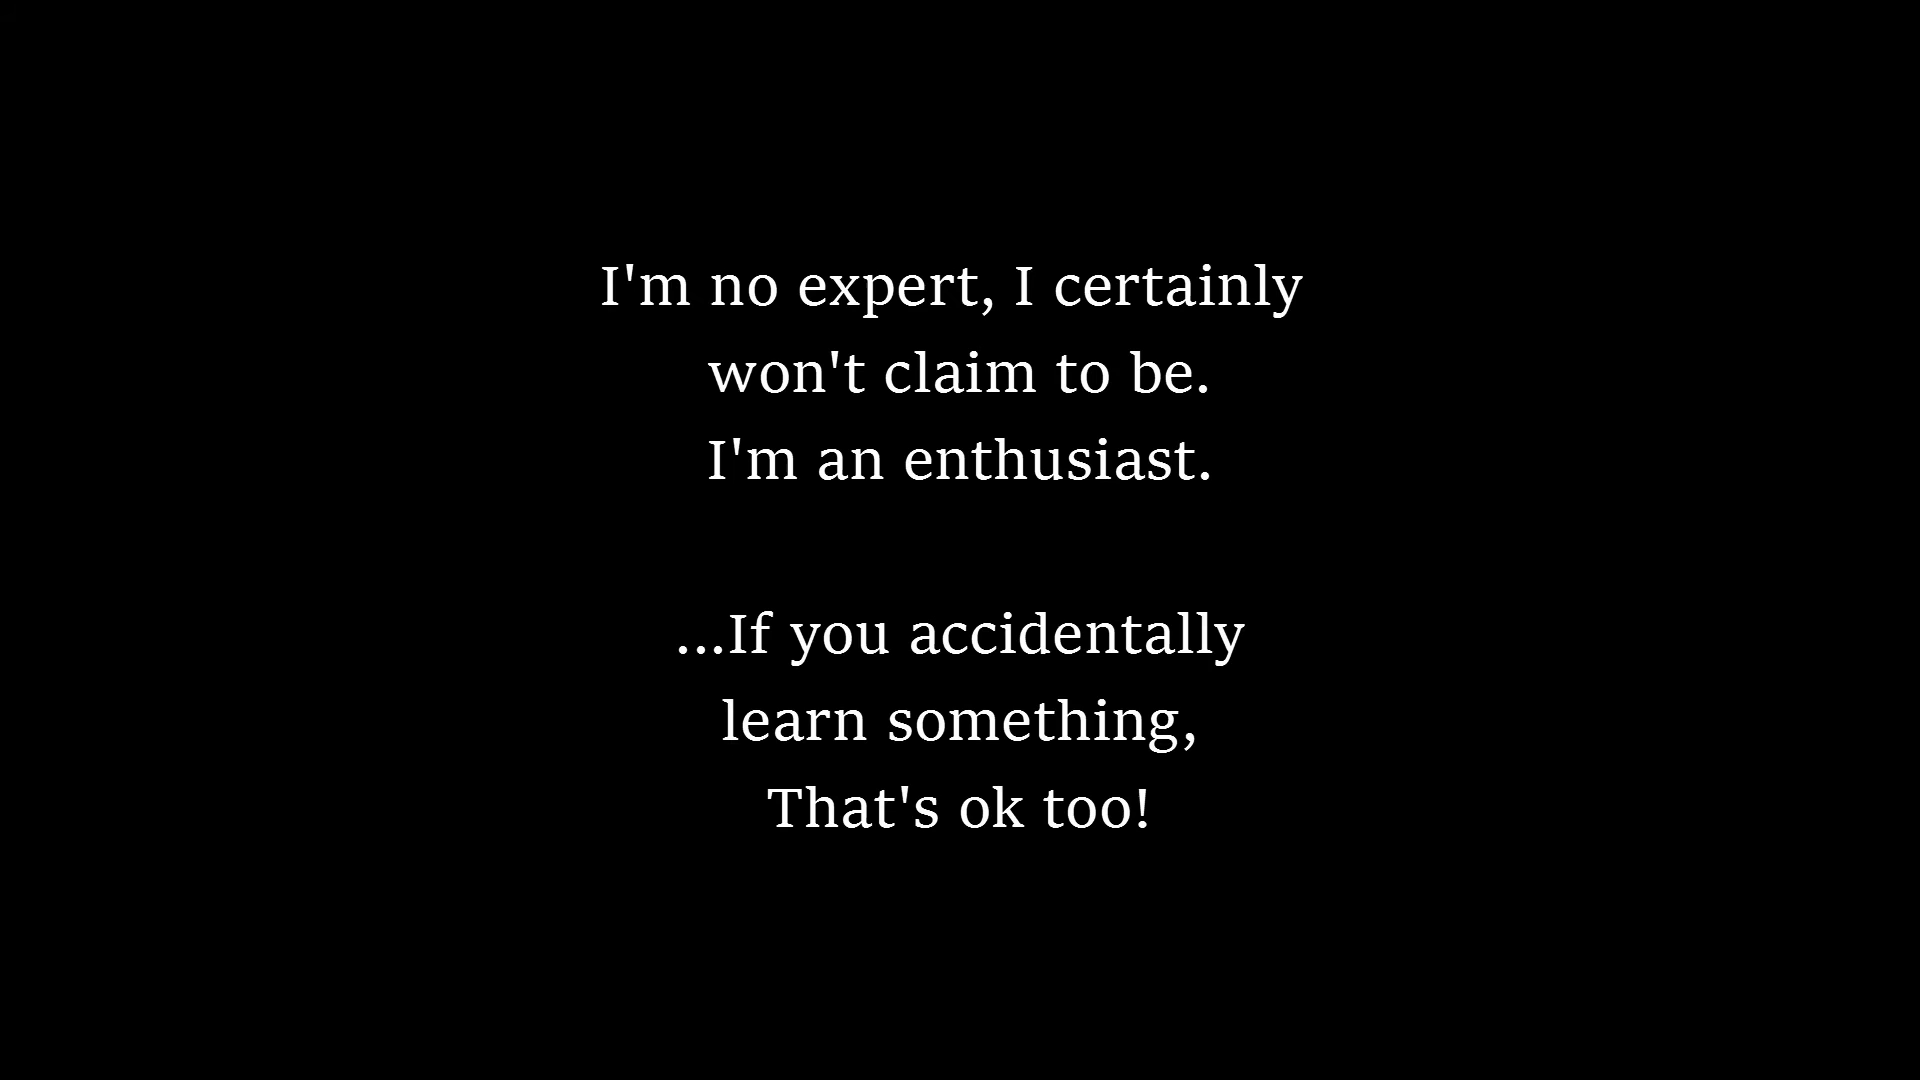 I'm no expert, I certainly
won't claim to be.
I'm an enthusiast.
...If you accidentally
learn something,
That's ok too!